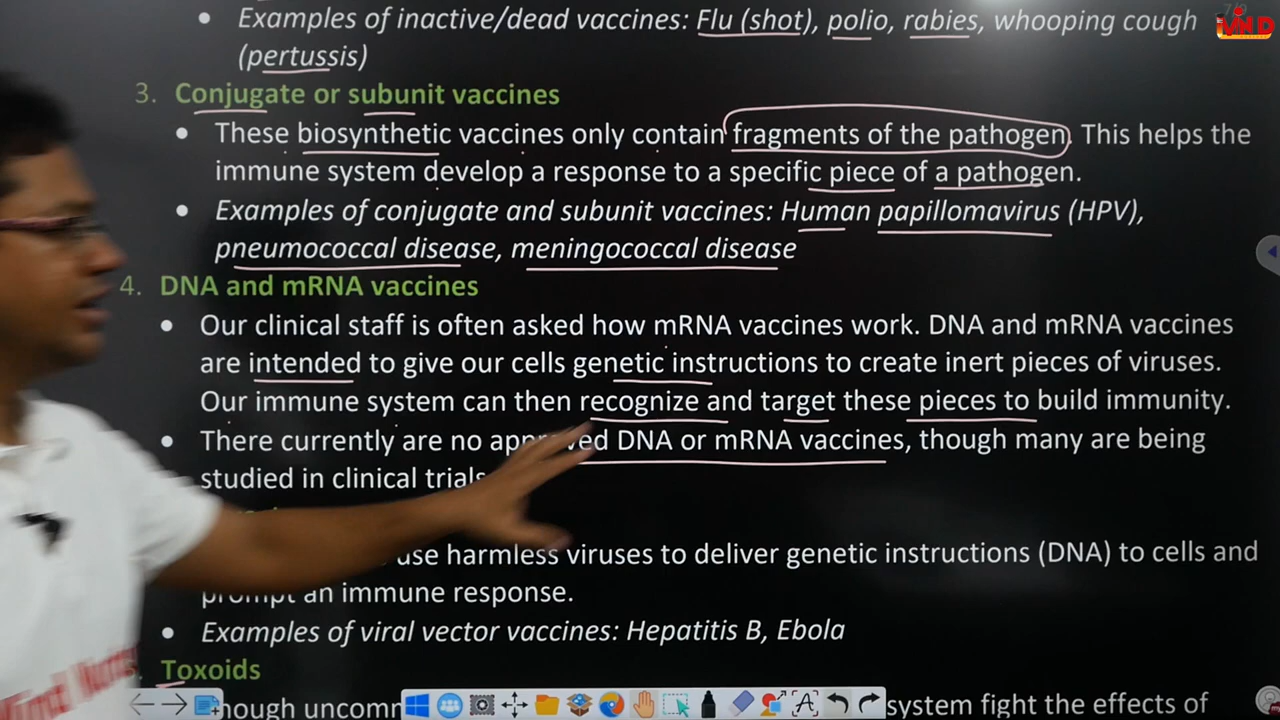 • Examples of inactive/dead vaccines: Flu (shot), polio, rabies, whooping cough
(pertussis)
3. Conjugate or subunit vaccines
• These biosynthetic vaccines only contain fragments of the pathogen. This helps the
immune system develop a response to a specific piece of a pathogen.
• Examples of conjugate and subunit vaccines: Human papillomavirus (HPV),
pneumococcal disease, meningococcal disease
4. DNA and mRNA vaccines
• Our clinical staff is often asked how mRNA vaccines work. DNA and mRNA vaccines
are intended to give our cells genetic instructions to create inert pieces of viruses.
Our immune system can then recognize and target these pieces to build immunity.
• There currently are no approved DNA or mRNA vaccines, though many are being
studied in clinical trials
use harmless viruses to deliver genetic instructions (DNA) to cells and
prompt an immune response.
• Examples of viral vector vaccines: Hepatitis B, Ebola
Toxoids
system fight the effects of